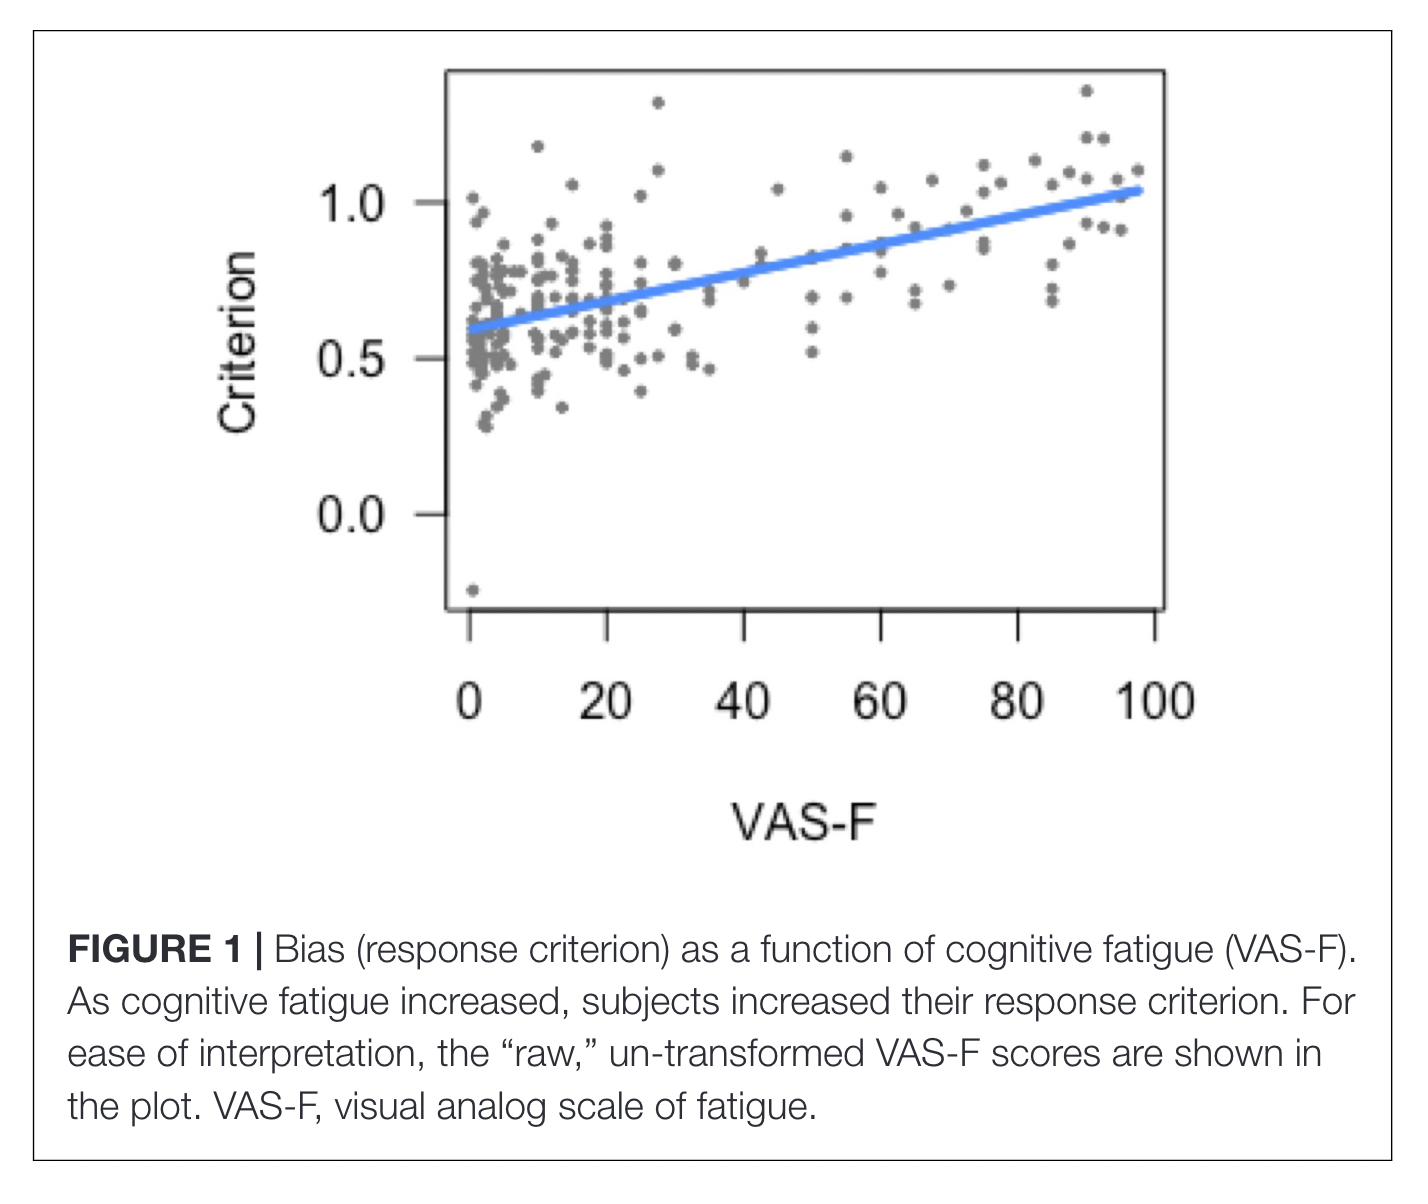 1.0
0.5
0.0
Criterion
0 20 40 60 80 100
VAS-F
FIGURE 1 | Bias (response criterion) as a function of cognitive fatigue (VAS-F).
As cognitive fatigue increased, subjects increased their response criterion. For
ease of interpretation, the “raw,” un-transformed VAS-F scores are shown in
the plot. VAS-F, visual analog scale of fatigue.